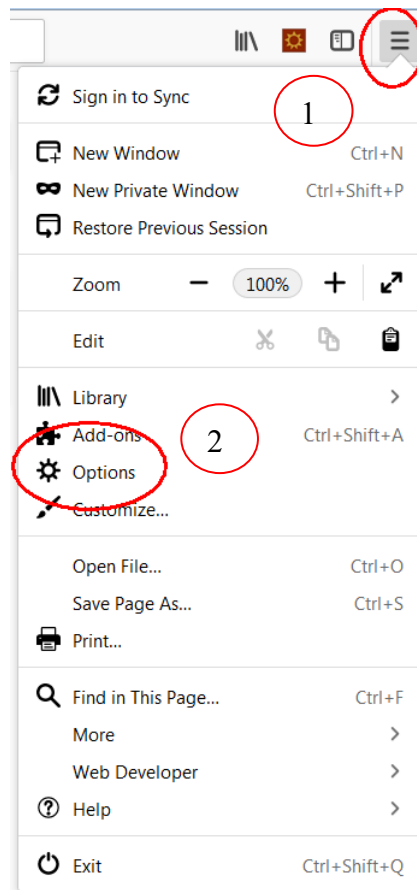 Sign in to Sync
1
New Window Ctrl+N
New Private Window Ctrl+Shift+P
Restore Previous Session
Zoom 100%
Edit
Library
Add-ons Ctrl+Shift+A
2
Options
Customize...
Open File... Ctrl+O
Save Page As... Ctrl+S
Print...
Find in This Page... Ctrl+F
More
Web Developer
Help
Exit Ctrl+Shift+Q